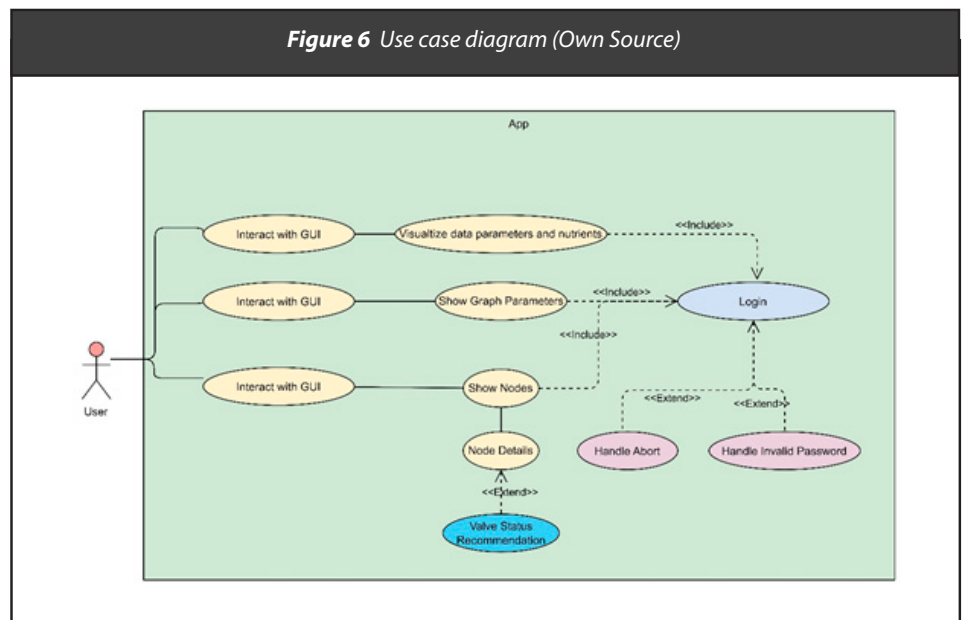 Figure 6 Use case diagram (Own Source)
App
Interact with GUI
Visualtize data parameters and nutrients
<<Include>>
Interact with GUI
Show Graph Parameters
<<Include>>
Login
<<Include>>
Interact with GUI
Show Nodes
User
<<Extend>>
<<Extend>>
Node Details
Handle Abort
Handle Invalid Password
<<Extend>>
Valve Status
Recommendation